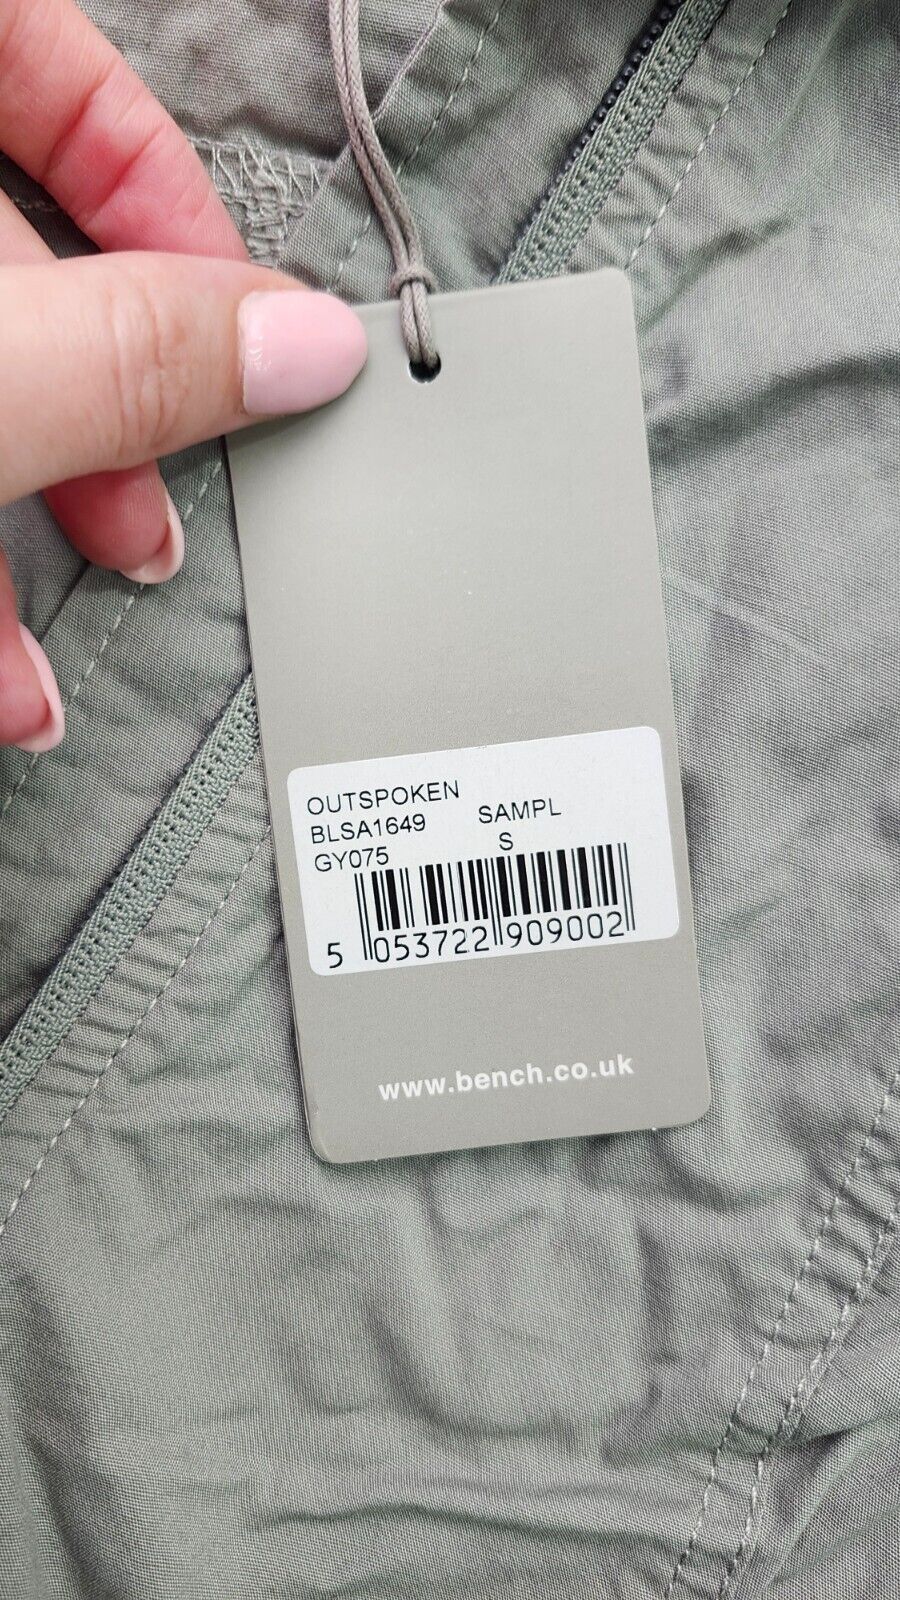 OUTSPOKEN
BLSA1649 SAMPL
GY075 S
5 053722 909002
www.bench.co.uk